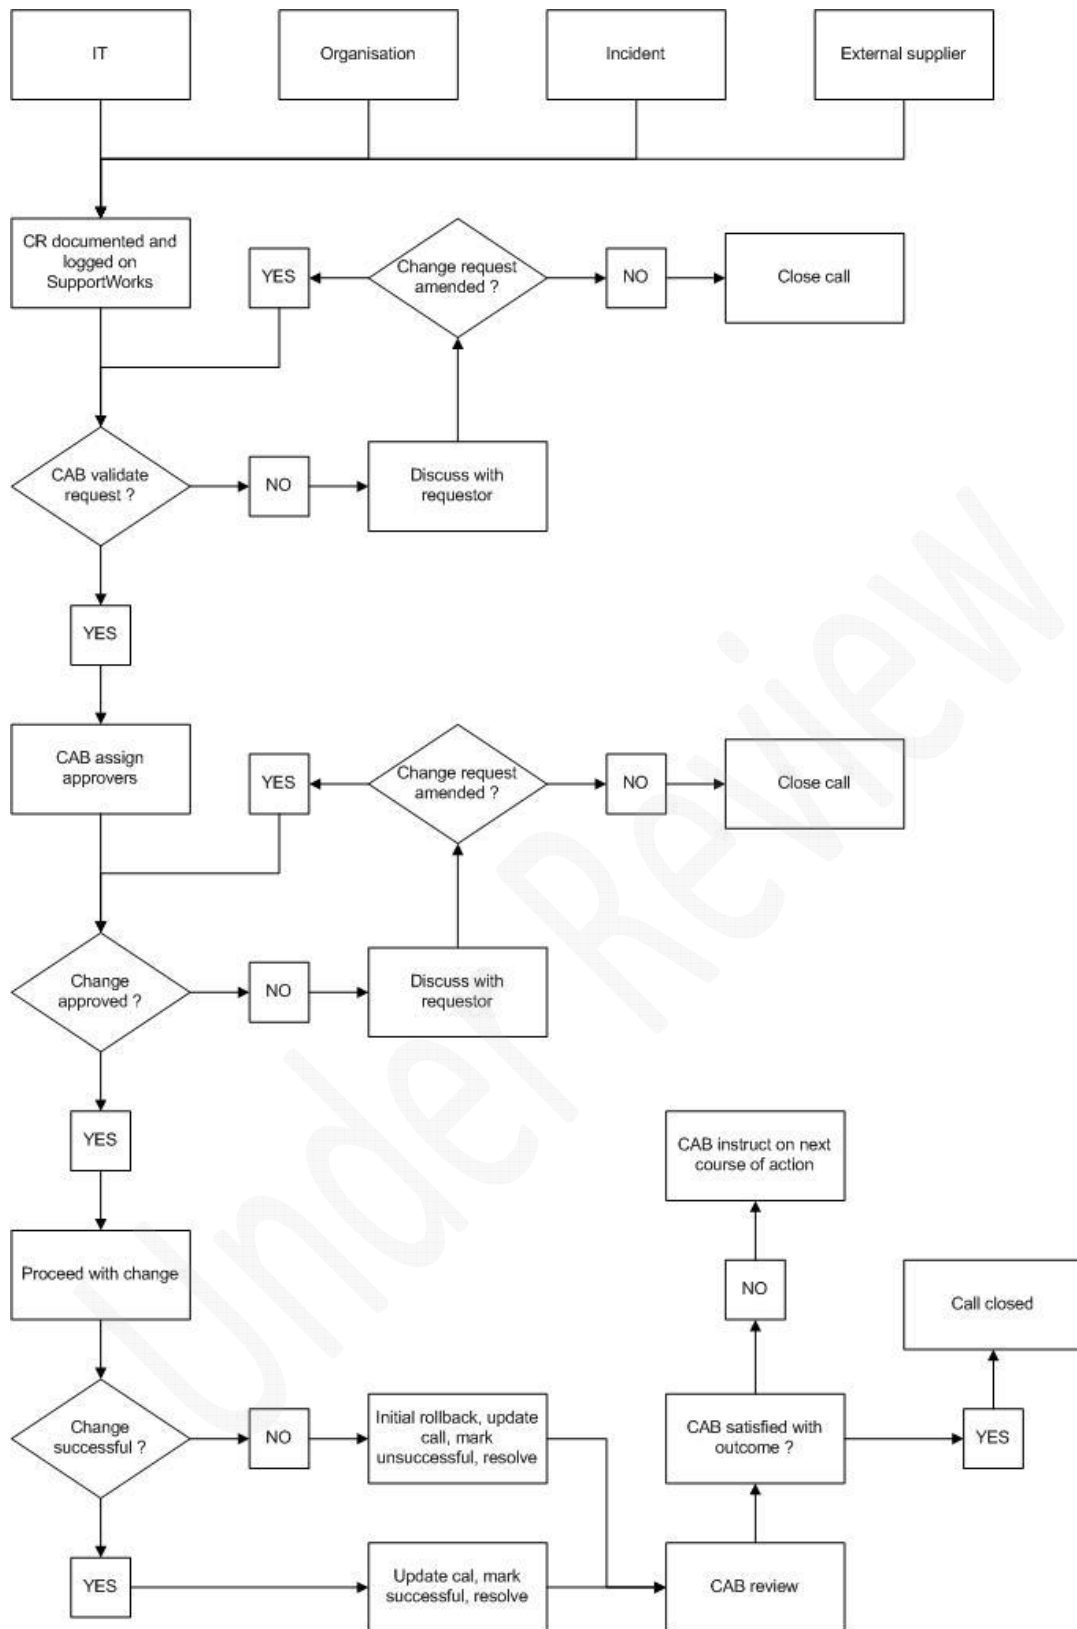 IT
Organisation
Incident
External supplier
CR documented and
logged on
SupportWorks
YES
Change request
amended ?
NO
Close call
CAB validate
request ?
NO
Discuss with
requestor
YES
CAB assign
approvers
YES
Change request
amended ?
NO
Close call
Change
approved ?
NO
Discuss with
requestor
YES
CAB instruct on next
course of action
Proceed with change
NO
Call closed
Change
successful ?
NO
Initial rollback, update
call, mark
unsuccessful, resolve
CAB satisfied with
outcome ?
YES
YES
Update cal, mark
successful, resolve
CAB review
Under Review